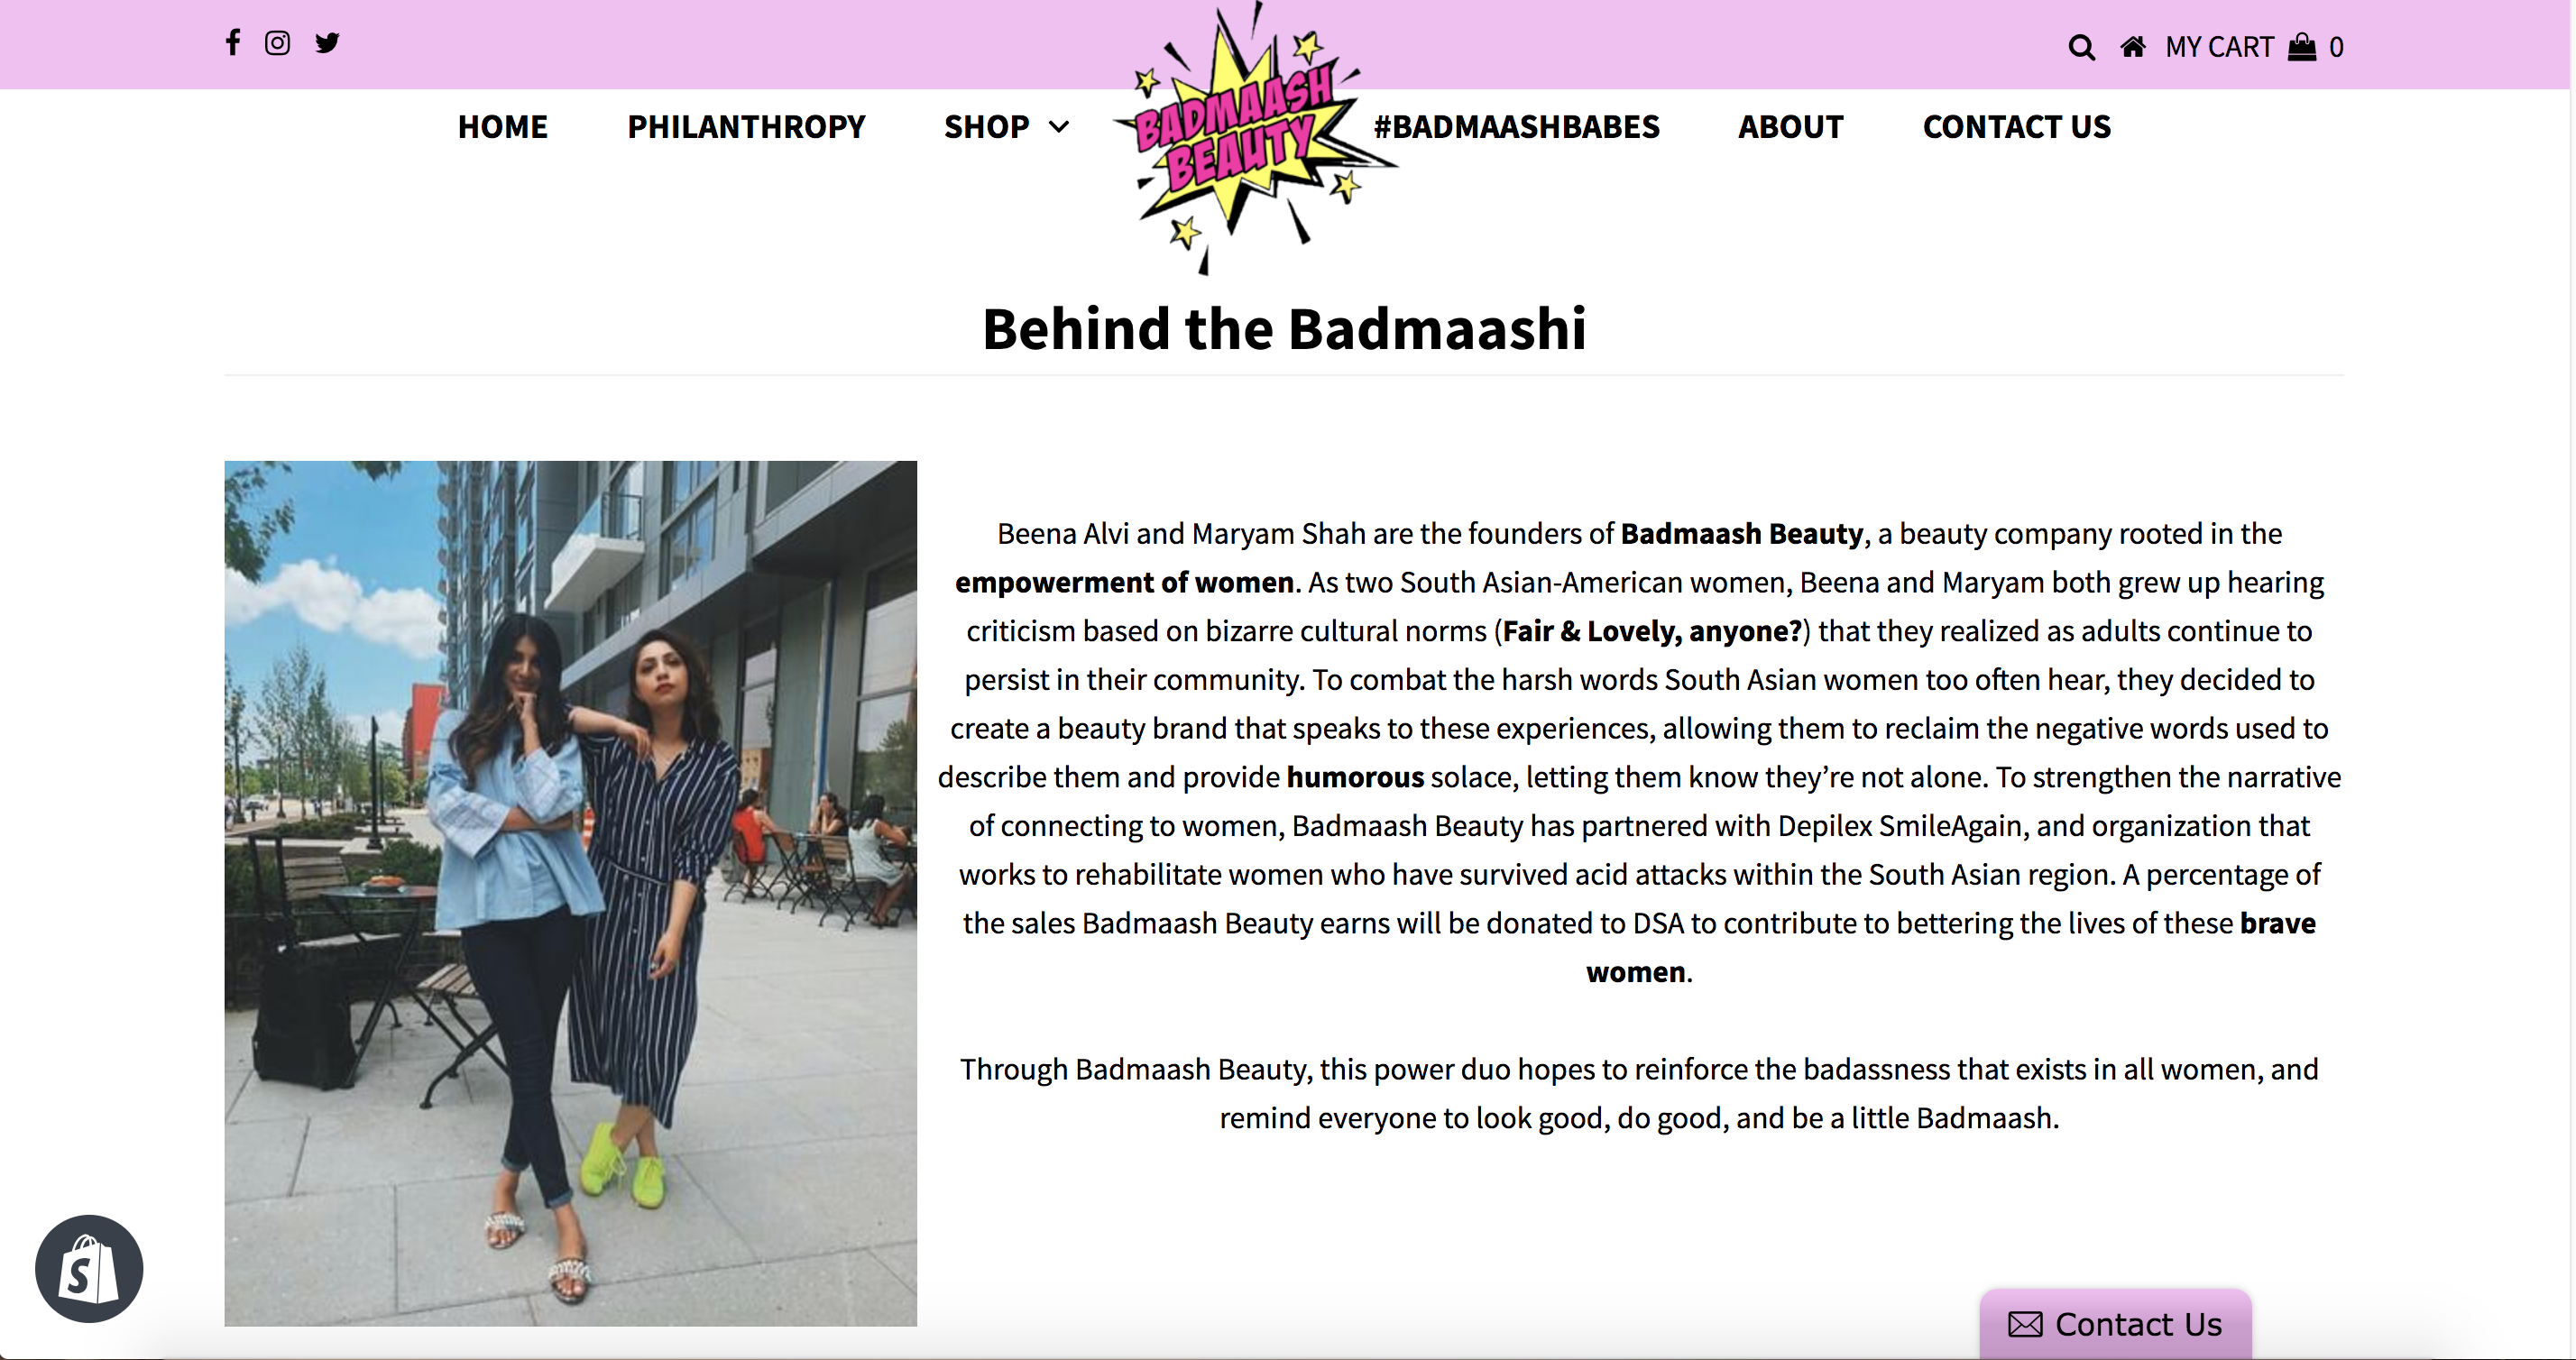 MY CART 0
HOME
PHILANTHROPY
SHOP
BADMAASH
BEAUTY
#BADMAASHBABES
ABOUT
CONTACT US
Behind the Badmaashi
Beena Alvi and Maryam Shah are the founders of Badmaash Beauty, a beauty company rooted in the
empowerment of women. As two South Asian-American women, Beena and Maryam both grew up hearing
criticism based on bizarre cultural norms (Fair & Lovely, anyone?) that they realized as adults continue to
persist in their community. To combat the harsh words South Asian women too often hear, they decided to
create a beauty brand that speaks to these experiences, allowing them to reclaim the negative words used to
describe them and provide humorous solace, letting them know they’re not alone. To strengthen the narrative
of connecting to women, Badmaash Beauty has partnered with Depilex SmileAgain, and organization that
works to rehabilitate women who have survived acid attacks within the South Asian region. A percentage of
the sales Badmaash Beauty earns will be donated to DSA to contribute to bettering the lives of these brave
women.
Through Badmaash Beauty, this power duo hopes to reinforce the badassness that exists in all women, and
remind everyone to look good, do good, and be a little Badmaash.
S
Contact Us